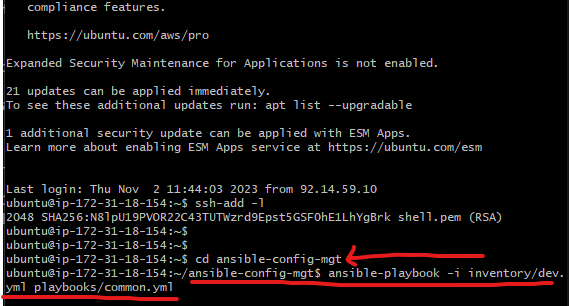 compliance features.
https://ubuntu.com/aws/pro
Expanded Security Maintenance for Applications is not enabled.
21 updates can be applied immediately.
To see these additional updates run: apt list --upgradable
1 additional security update can be applied with ESM Apps.
Learn more about enabling ESM Apps service at https://ubuntu.com/esm
Last login: Thu Nov  2 11:44:03 2023 from 92.14.59.10
ubuntu@ip-172-31-18-154:~$ ssh-add -l
2048 SHA256:N8lpU19PVOR22C43TUTWzrd9Epst5GSFOhE1LhYgBrk shell.pem (RSA)
ubuntu@ip-172-31-18-154:~$
ubuntu@ip-172-31-18-154:~$
ubuntu@ip-172-31-18-154:~$ cd ansible-config-mgt
ubuntu@ip-172-31-18-154:~/ansible-config-mgt$ ansible-playbook -i inventory/dev.
yml playbooks/common.yml